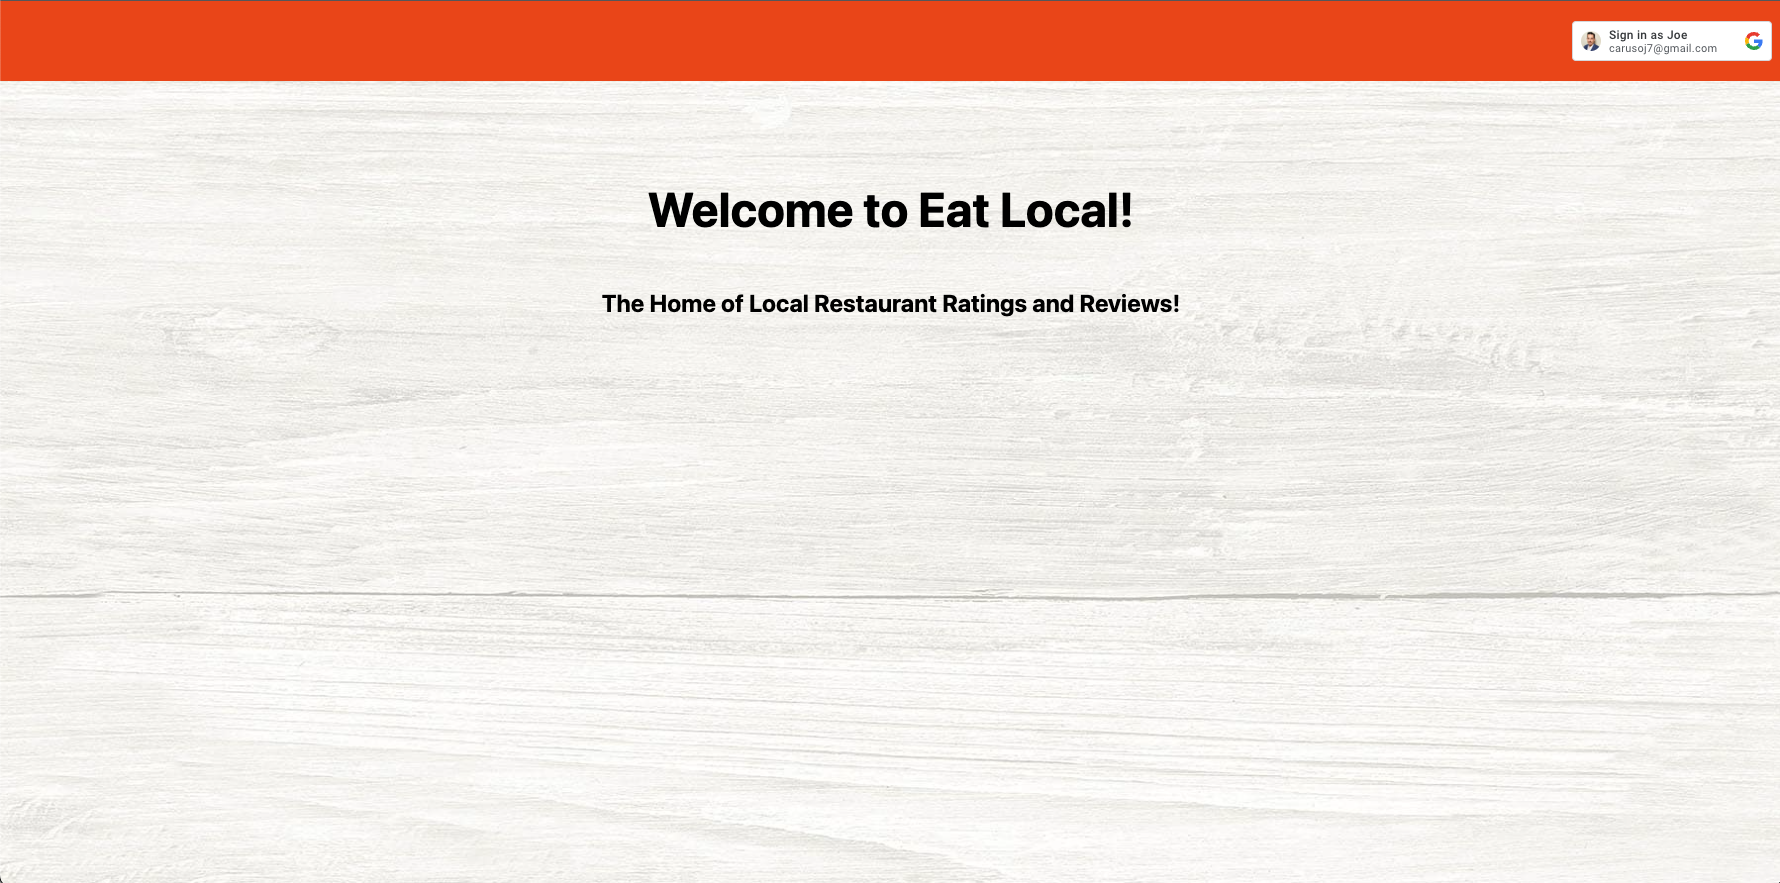 Sign in as Joe
carusoj7@gmail.com
Welcome to Eat Local!
The Home of Local Restaurant Ratings and Reviews!